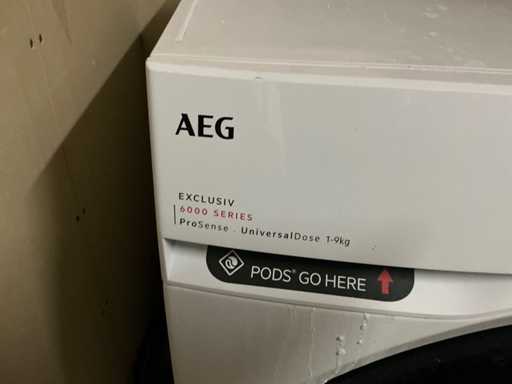 AEG
EXCLUSIV
6000 SERIES
ProSense . UniversalDose 1-9kg
PODS® GO HERE